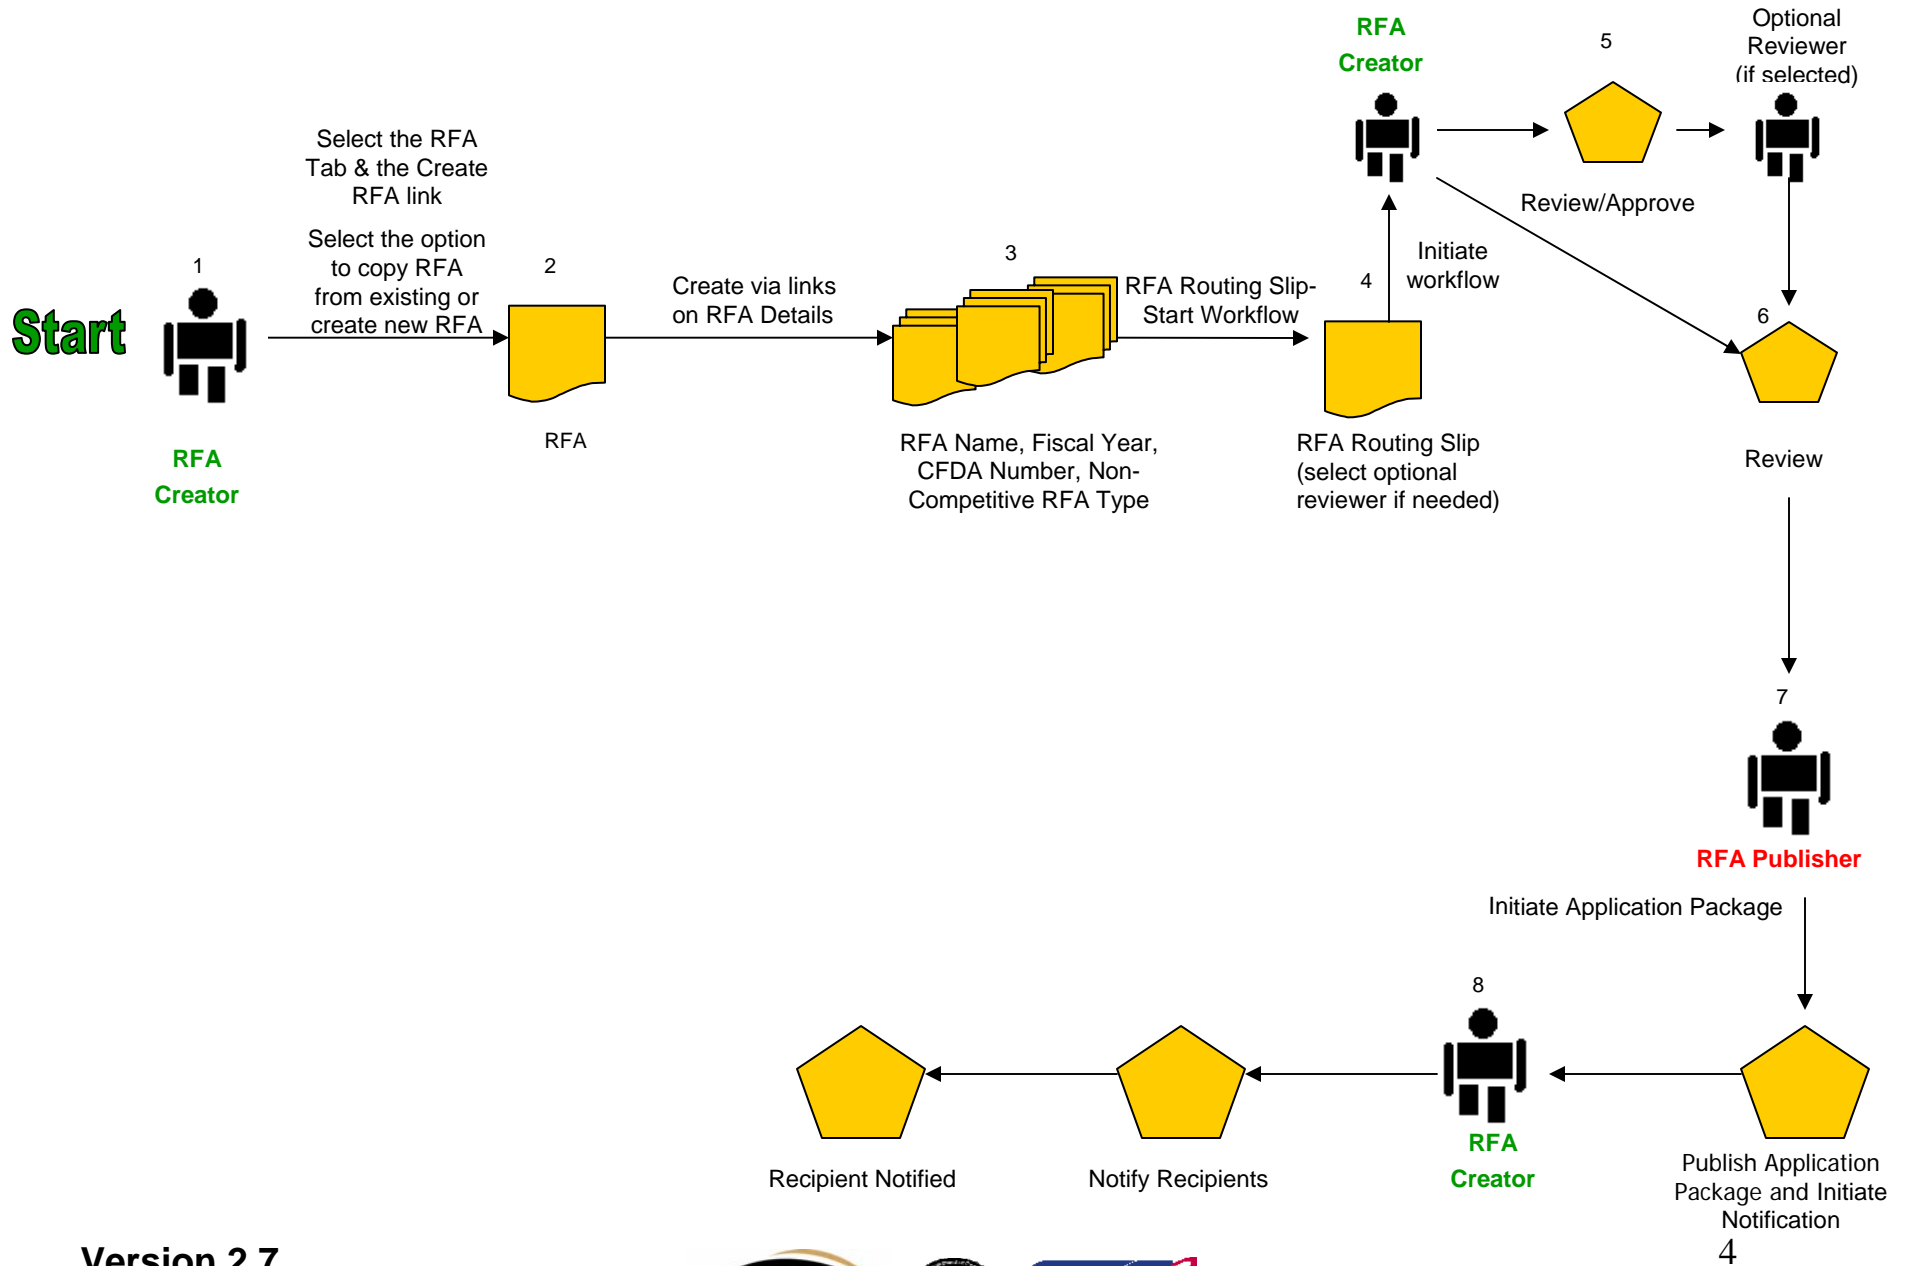 Start
1
RFA
Creator
Select the RFA
Tab & the Create
RFA link
Select the option
to copy RFA
from existing or
create new RFA
2
RFA
Create via links
on RFA Details
3
RFA Name, Fiscal Year,
CFDA Number, Non-
Competitive RFA Type
RFA Routing Slip-
Start Workflow
4
RFA Routing Slip
(select optional
reviewer if needed)
Initiate
workflow
RFA
Creator
5
Review/Approve
Optional
Reviewer
(if selected)
6
Review
7
RFA Publisher
Initiate Application Package
Publish Application
Package and Initiate
Notification
8
RFA
Creator
Notify Recipients
Recipient Notified
Version 2.7
4